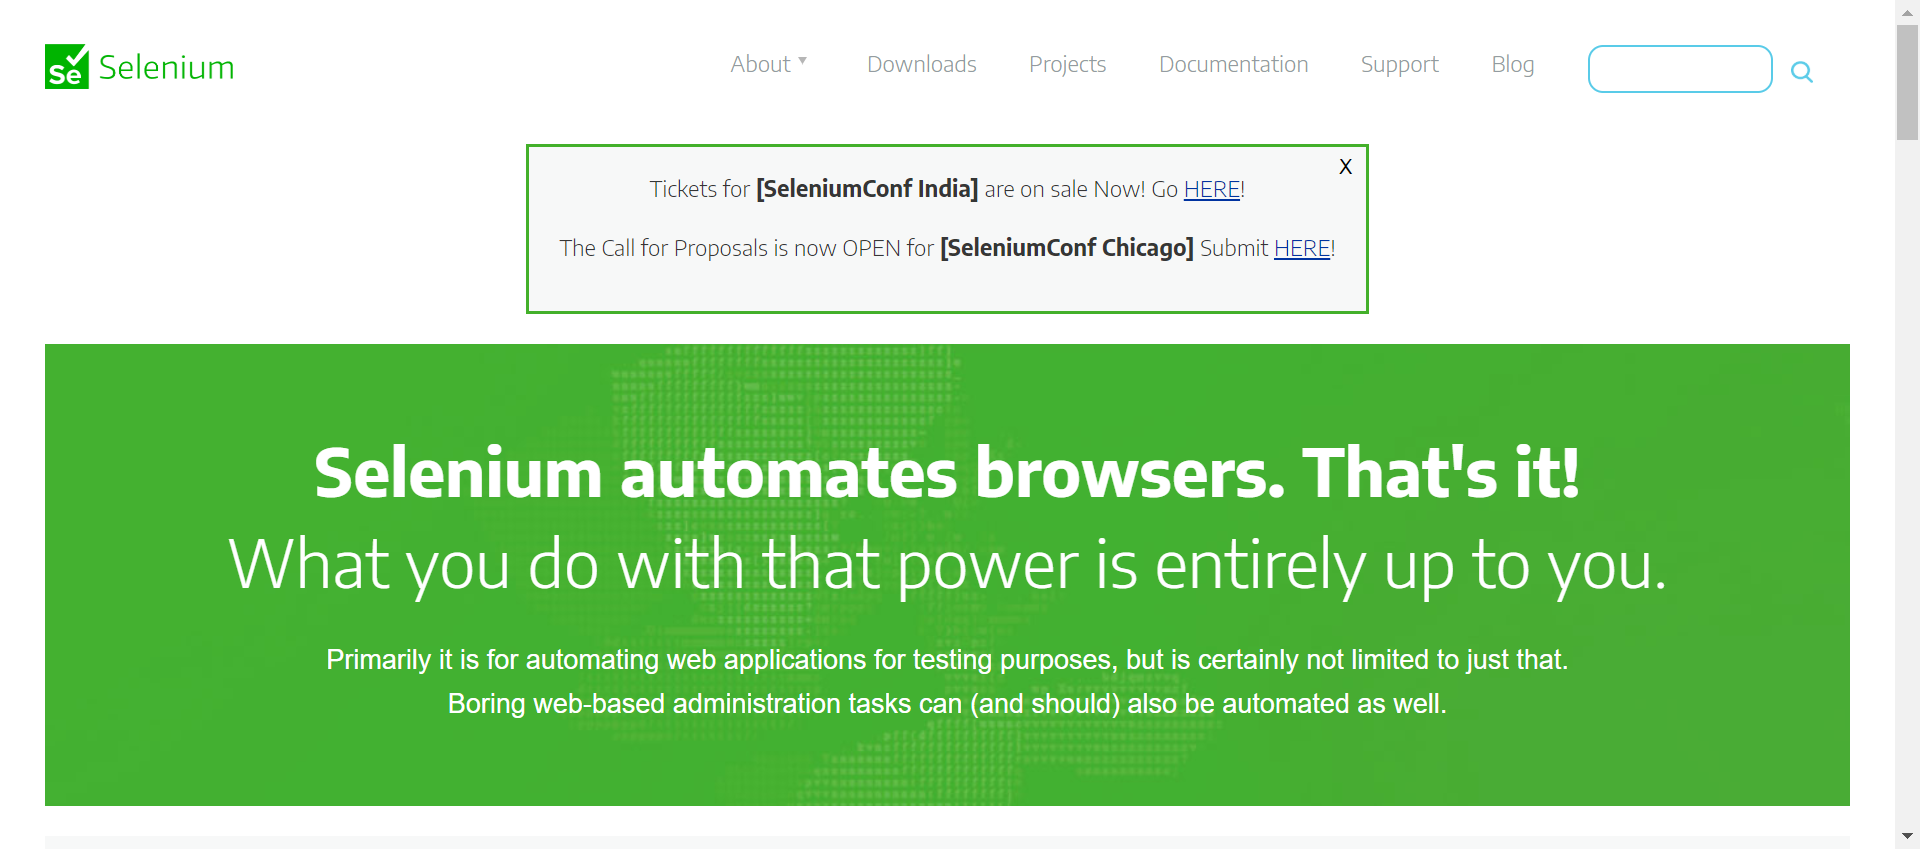 se Selenium
About Downloads Projects Documentation Support Blog
X
Tickets for [SeleniumConf India] are on sale Now! Go HERE!
The Call for Proposals is now OPEN for [SeleniumConf Chicago] Submit HERE!
Selenium automates browsers. That's it!
What you do with that power is entirely up to you.
Primarily it is for automating web applications for testing purposes, but is certainly not limited to just that.
Boring web-based administration tasks can (and should) also be automated as well.